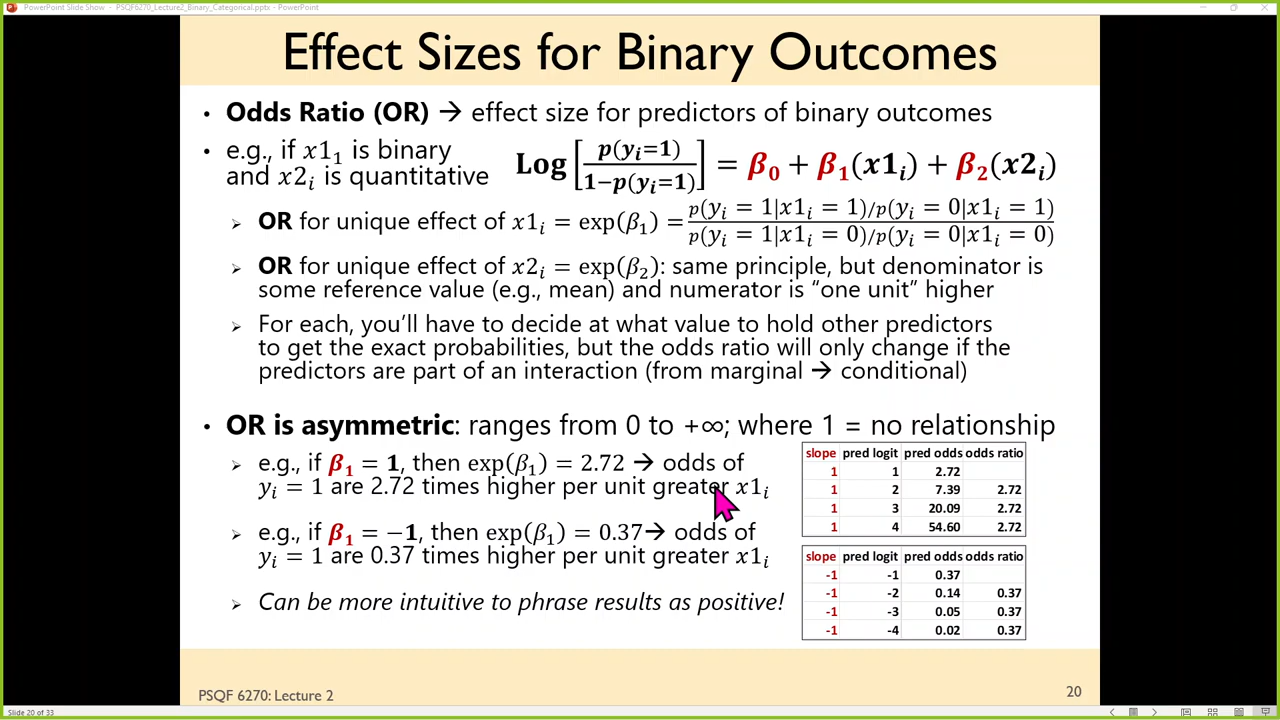 PowerPoint Slide Show - PSQF6270_Lecture2_Binary_Categorical.pptx - PowerPoint
Effect Sizes for Binary Outcomes
• Odds Ratio (OR) → effect size for predictors of binary outcomes
• e.g., if 𝑥1₁ is binary
and 𝑥2ᵢ is quantitative
Log [p(yᵢ=1) / 1−p(yᵢ=1)] = β₀ + β₁(x1ᵢ) + β₂(x2ᵢ)
➢ OR for unique effect of 𝑥1ᵢ = exp(β₁) = p(yᵢ = 1|x1ᵢ = 1)/p(yᵢ = 0|x1ᵢ = 1)
p(yᵢ = 1|x1ᵢ = 0)/p(yᵢ = 0|x1ᵢ = 0)
➢ OR for unique effect of 𝑥2ᵢ = exp(β₂): same principle, but denominator is
some reference value (e.g., mean) and numerator is “one unit” higher
➢ For each, you’ll have to decide at what value to hold other predictors
to get the exact probabilities, but the odds ratio will only change if the
predictors are part of an interaction (from marginal → conditional)
• OR is asymmetric: ranges from 0 to +∞; where 1 = no relationship
➢ e.g., if β₁ = 1, then exp(β₁) = 2.72 → odds of
yᵢ = 1 are 2.72 times higher per unit greater 𝑥1ᵢ
➢ e.g., if β₁ = −1, then exp(β₁) = 0.37→ odds of
yᵢ = 1 are 0.37 times higher per unit greater 𝑥1ᵢ
➢ Can be more intuitive to phrase results as positive!
slope pred logit pred odds odds ratio
1 1 2.72
1 2 7.39 2.72
1 3 20.09 2.72
1 4 54.60 2.72
slope pred logit pred odds odds ratio
-1 -1 0.37
-1 -2 0.14 0.37
-1 -3 0.05 0.37
-1 -4 0.02 0.37
PSQF 6270: Lecture 2
20
Slide 20 of 33